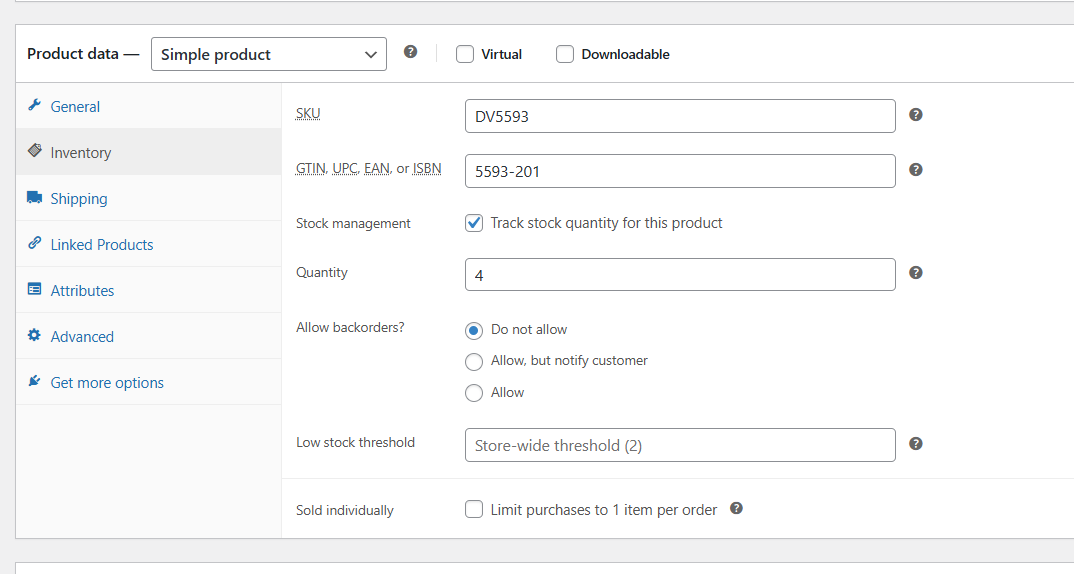 Product data — Simple product Virtual Downloadable
General
Inventory
Shipping
Linked Products
Attributes
Advanced
Get more options
SKU DV5593
GTIN, UPC, EAN, or ISBN 5593-201
Stock management Track stock quantity for this product
Quantity 4
Allow backorders? Do not allow
Allow, but notify customer
Allow
Low stock threshold Store-wide threshold (2)
Sold individually Limit purchases to 1 item per order